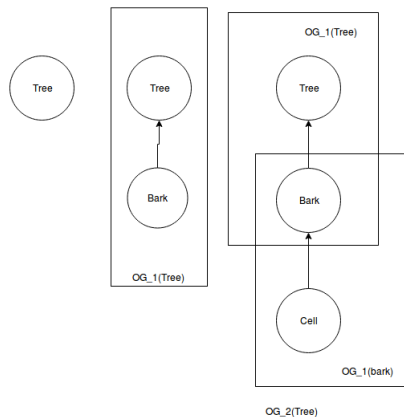 Tree
Tree
Bark
OG_1(Tree)
OG_1(Tree)
Tree
Bark
Cell
OG_1(bark)
OG_2(Tree)